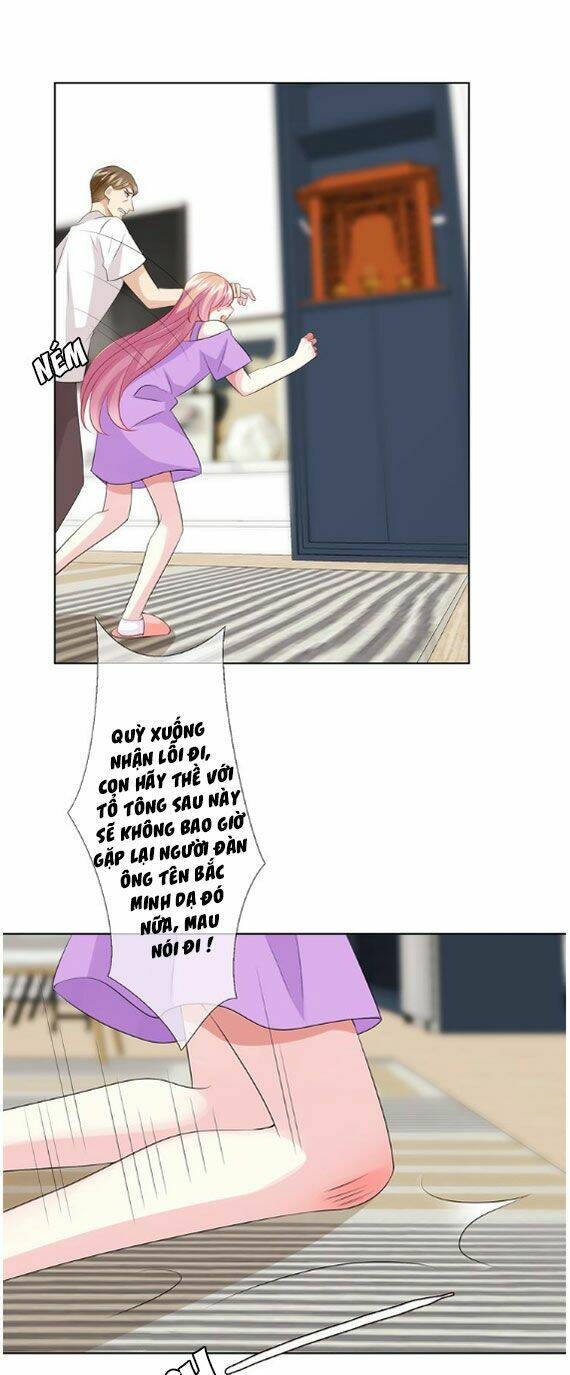 NÉM
QUỲ XUỐNG
NHẬN LỖI ĐI,
CON HÃY THỀ VỚI
TỔ TÔNG SAU NÀY
SẼ KHÔNG BAO GIỜ
GẶP LẠI NGƯỜI ĐÀN
ÔNG TÊN BẮC
MINH DẠ ĐÓ
NỮA, MAU
NÓI ĐI !